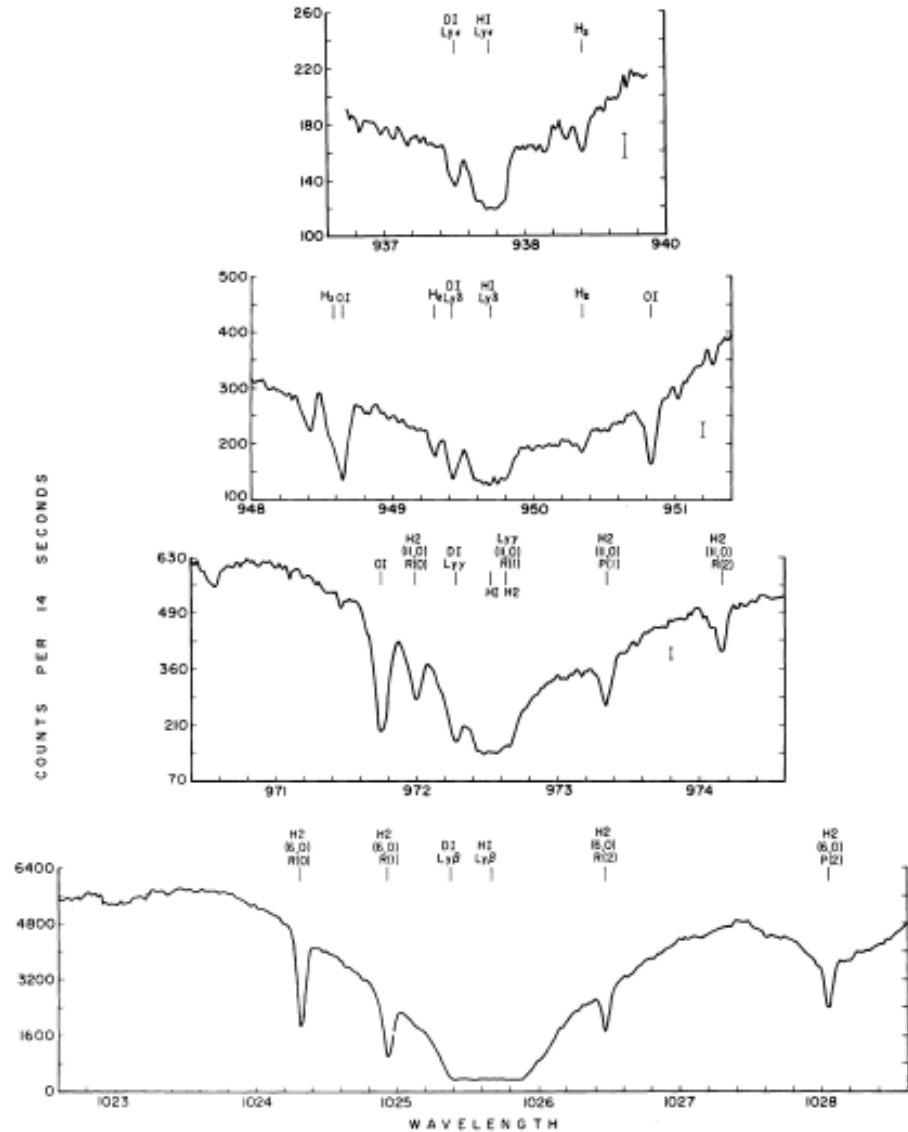 260
220
180
140
100
DI HI
Lyε Lyε H₂
937 938 940
500
400
300
200
100
H₂ OI H₂ DI HI H₂ OI
Lyδ Lyδ
948 949 950 951
630
490
360
210
70
OI H2 (11,0) R(0) DI Lyγ Lyγ (11,0) R(1) H2 (11,0) P(1) H2 (11,0) R(2)
HI H2
971 972 973 974
6400
4800
3200
1600
0
H2 (6,0) R(0) H2 (6,0) R(1) DI Lyβ HI Lyβ H2 (6,0) R(2) H2 (6,0) P(2)
1023 1024 1025 1026 1027 1028
WAVELENGTH
COUNTS PER 14 SECONDS